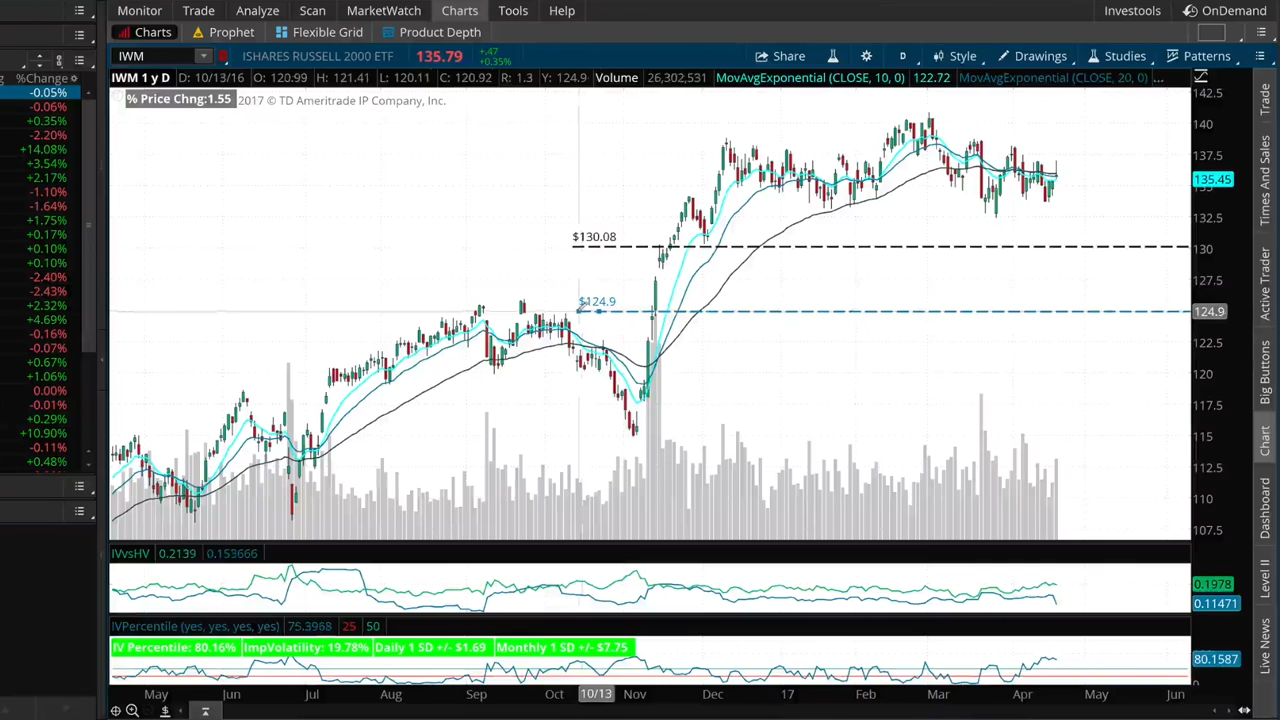 Monitor Trade Analyze Scan MarketWatch Charts Tools Help Investools OnDemand
Charts Prophet Flexible Grid Product Depth
IWM ISHARES RUSSELL 2000 ETF 135.79 +.47 +0.35% Share D Style Drawings Studies Patterns
%Change
IWM 1 y D D: 10/13/16 O: 120.99 H: 121.41 L: 120.11 C: 120.92 R: 1.3 Y: 124.9 Volume 26,302,531 MovAvgExponential (CLOSE, 10, 0) 122.72 MovAvgExponential (CLOSE, 20, 0) ...
% Price Chng:1.55 2017 © TD Ameritrade IP Company, Inc.
-0.05%
-0.06%
+0.35%
-2.20%
+14.08%
+3.54%
+2.17%
-1.10%
-1.64%
+1.75%
+0.17%
+0.10%
+0.10%
-2.40%
-2.43%
+2.32%
+4.69%
-0.16%
-0.07%
+0.67%
+1.06%
0.00%
-0.01%
+0.29%
+10.90%
-0.11%
+0.48%
$130.08
$124.9
142.5
140
137.5
135.45
132.5
130
127.5
124.9
122.5
120
117.5
115
112.5
110
107.5
IVvsHV 0.2139 0.153666
0.1978
0.11471
IVPercentile (yes, yes, yes, yes) 75.3968 25 50
IV Percentile: 80.16% ImpVolatility: 19.78% Daily 1 SD +/- $1.69 Monthly 1 SD +/- $7.75
80.1587
May Jun Jul Aug Sep Oct 10/13 Nov Dec 17 Feb Mar Apr May Jun
$
Trade
Times And Sales
Active Trader
Big Buttons
Chart
Dashboard
Level II
Live News